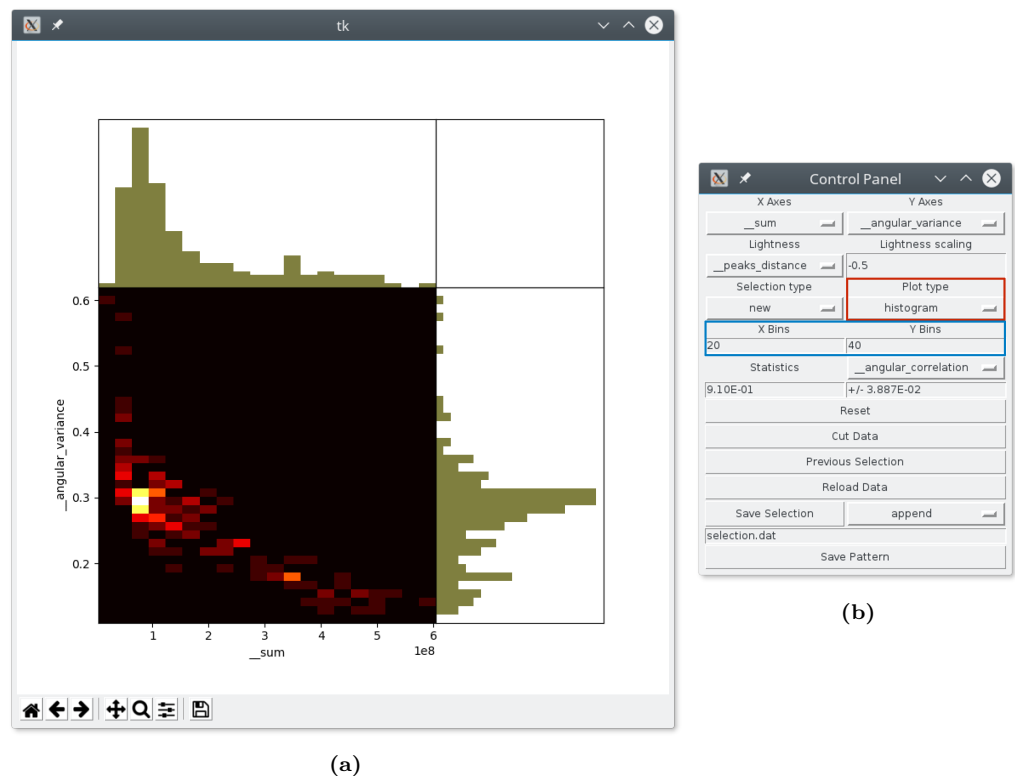 tk
0.6
0.5
0.4
0.3
0.2
__angular_variance
1 2 3 4 5 6
1e8
__sum
(a)
Control Panel
X Axes Y Axes
__sum __angular_variance
Lightness Lightness scaling
__peaks_distance -0.5
Selection type Plot type
new histogram
X Bins Y Bins
20 40
Statistics __angular_correlation
9.10E-01 +/- 3.887E-02
Reset
Cut Data
Previous Selection
Reload Data
Save Selection append
selection.dat
Save Pattern
(b)